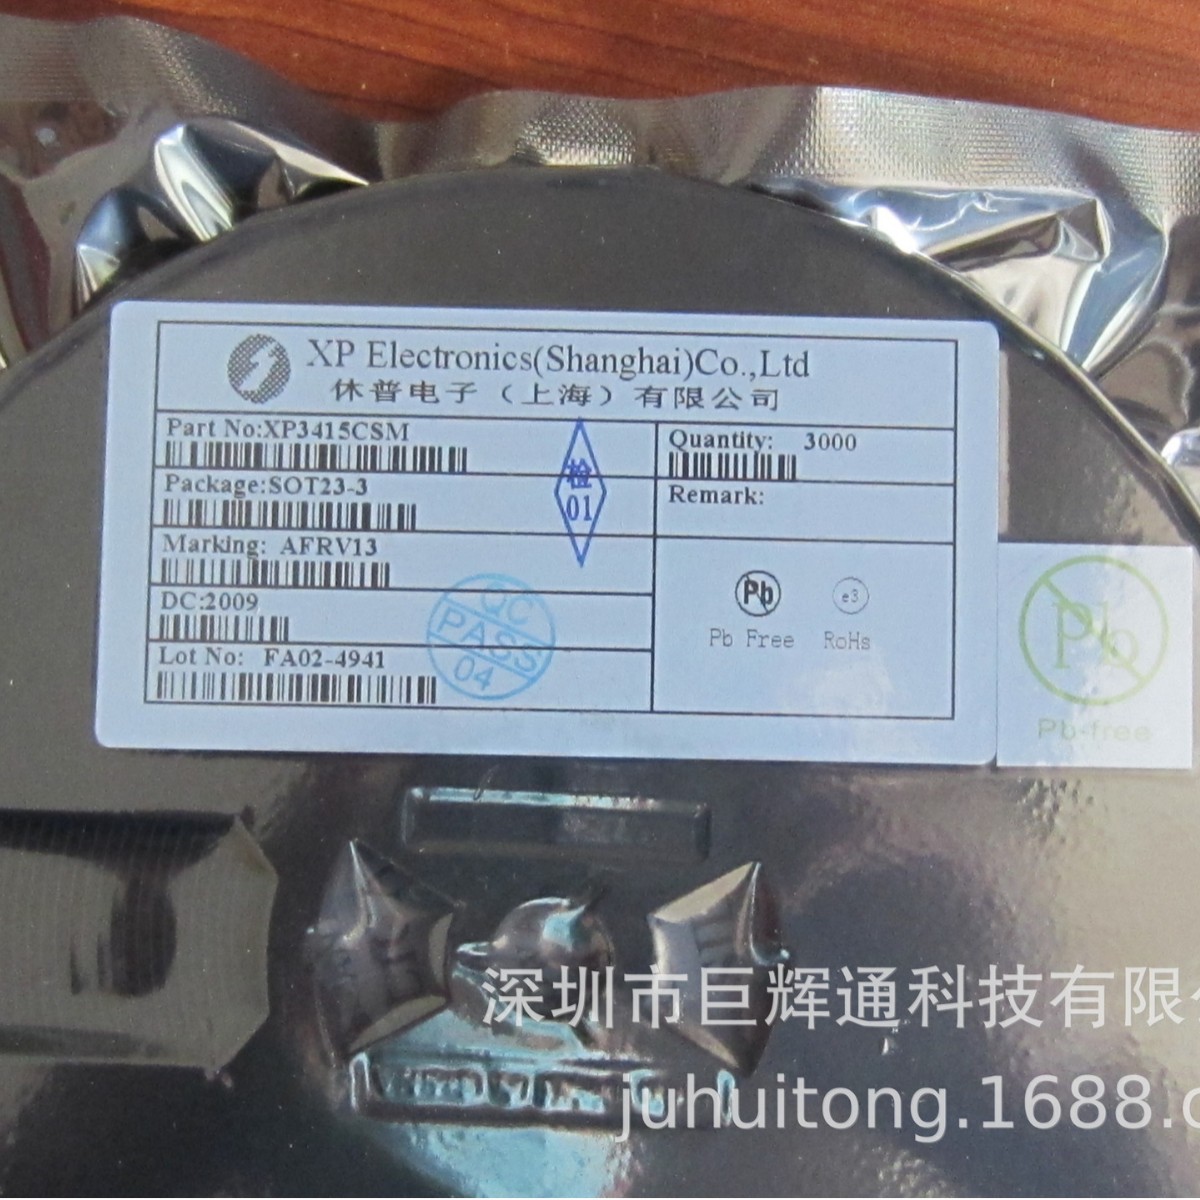 XP Electronics(Shanghai)Co.,Ltd
休普电子（上海）有限公司
Part No:XP3415CSM
Quantity: 3000
Package:SOT23-3
Remark:
检
01
Marking: AFRV13
DC:2009
Lot No: FA02-4941
QC
PASS
04
Pb
e3
Pb Free
RoHs
Pb
Pb-free
深圳市巨辉通科技有限
juhuitong.1688.c